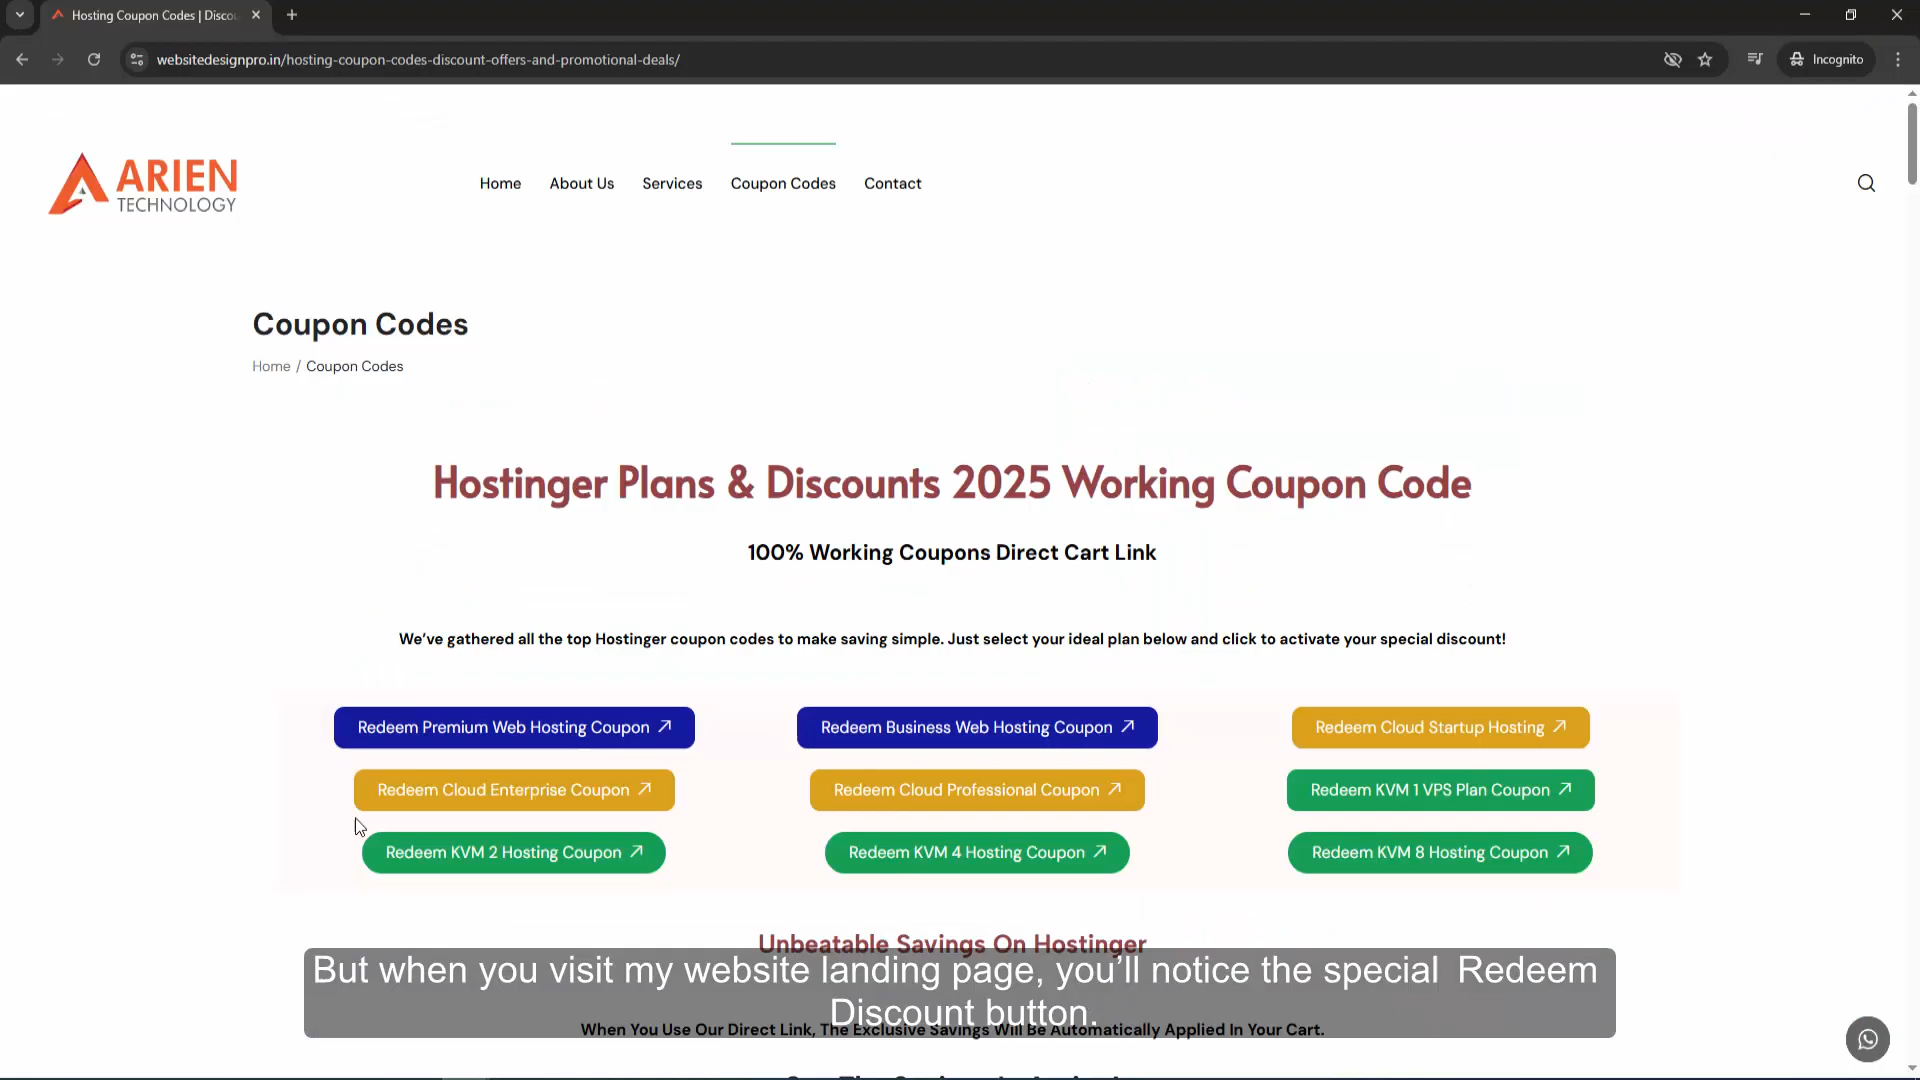 Hosting Coupon Codes | Disco
websitedesignpro.in/hosting-coupon-codes-discount-offers-and-promotional-deals/
Incognito
ARIEN
TECHNOLOGY
Home
About Us
Services
Coupon Codes
Contact
Coupon Codes
Home / Coupon Codes
Hostinger Plans & Discounts 2025 Working Coupon Code
100% Working Coupons Direct Cart Link
We've gathered all the top Hostinger coupon codes to make saving simple. Just select your ideal plan below and click to activate your special discount!
Redeem Premium Web Hosting Coupon
Redeem Business Web Hosting Coupon
Redeem Cloud Startup Hosting
Redeem Cloud Enterprise Coupon
Redeem Cloud Professional Coupon
Redeem KVM 1 VPS Plan Coupon
Redeem KVM 2 Hosting Coupon
Redeem KVM 4 Hosting Coupon
Redeem KVM 8 Hosting Coupon
Unbeatable Savings On Hostinger
But when you visit my website landing page, you'll notice the special Redeem
Discount button.
When You Use Our Direct Link, The Exclusive Savings Will Be Automatically Applied In Your Cart.